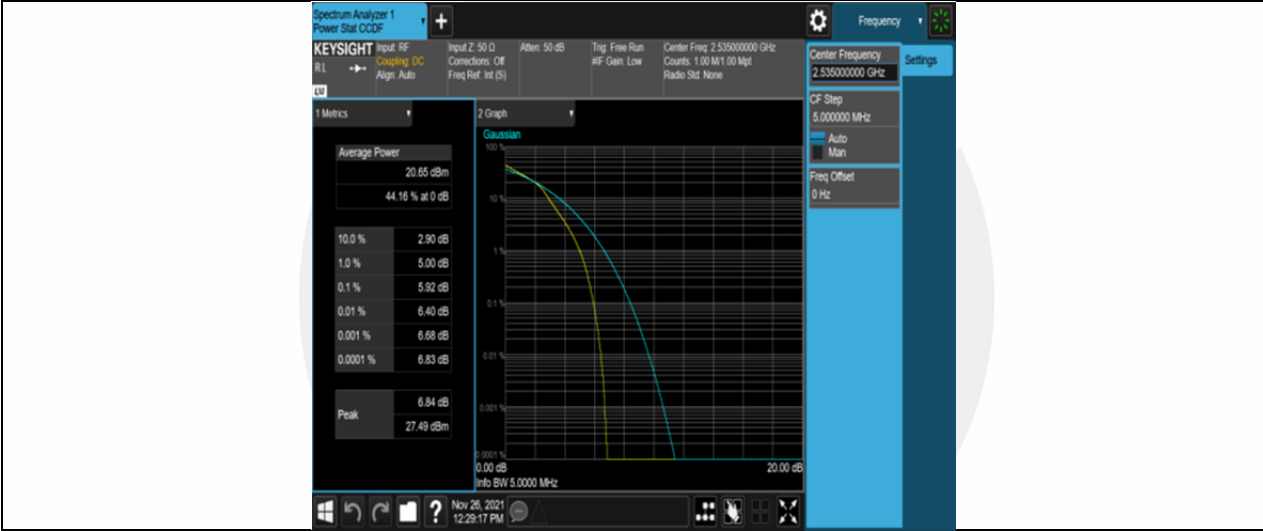 Spectrum Analyzer 1
Power Stat CCDF
+
Frequency
KEYSIGHT
RL
LV
Input: RF
Coupling: DC
Align: Auto
Input Z: 50 Ω
Corrections: Off
Freq Ref: Int (S)
Atten: 50 dB
Trig: Free Run
#IF Gain: Low
Center Freq: 2.535000000 GHz
Counts: 1.00 M/1.00 Mpt
Radio Std: None
Center Frequency
2.535000000 GHz
Settings
CF Step
5.000000 MHz
Auto
Man
Freq Offset
0 Hz
1 Metrics
Average Power
20.65 dBm
44.16 % at 0 dB
10.0 % 2.90 dB
1.0 % 5.00 dB
0.1 % 5.92 dB
0.01 % 6.40 dB
0.001 % 6.68 dB
0.0001 % 6.83 dB
Peak
6.84 dB
27.49 dBm
2 Graph
Gaussian
100 %
10 %
1 %
0.1 %
0.01 %
0.001 %
0.0001 %
0.00 dB 20.00 dB
Info BW 5.0000 MHz
?
Nov 26, 2021
12:29:17 PM